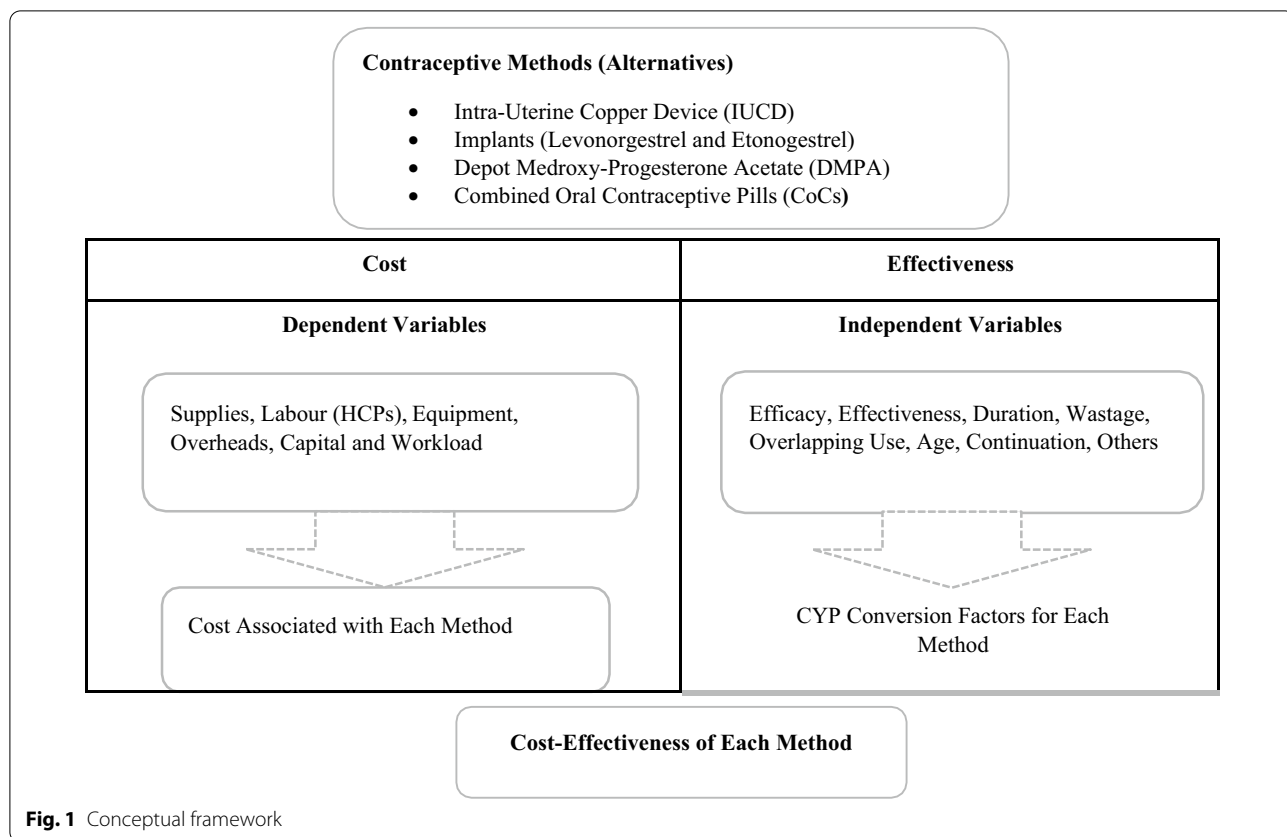 Contraceptive Methods (Alternatives)
• Intra-Uterine Copper Device (IUCD)
• Implants (Levonorgestrel and Etonogestrel)
• Depot Medroxy-Progesterone Acetate (DMPA)
• Combined Oral Contraceptive Pills (CoCs)
Cost
Effectiveness
Dependent Variables
Independent Variables
Supplies, Labour (HCPs), Equipment,
Overheads, Capital and Workload
Efficacy, Effectiveness, Duration, Wastage,
Overlapping Use, Age, Continuation, Others
Cost Associated with Each Method
CYP Conversion Factors for Each
Method
Cost-Effectiveness of Each Method
Fig. 1 Conceptual framework